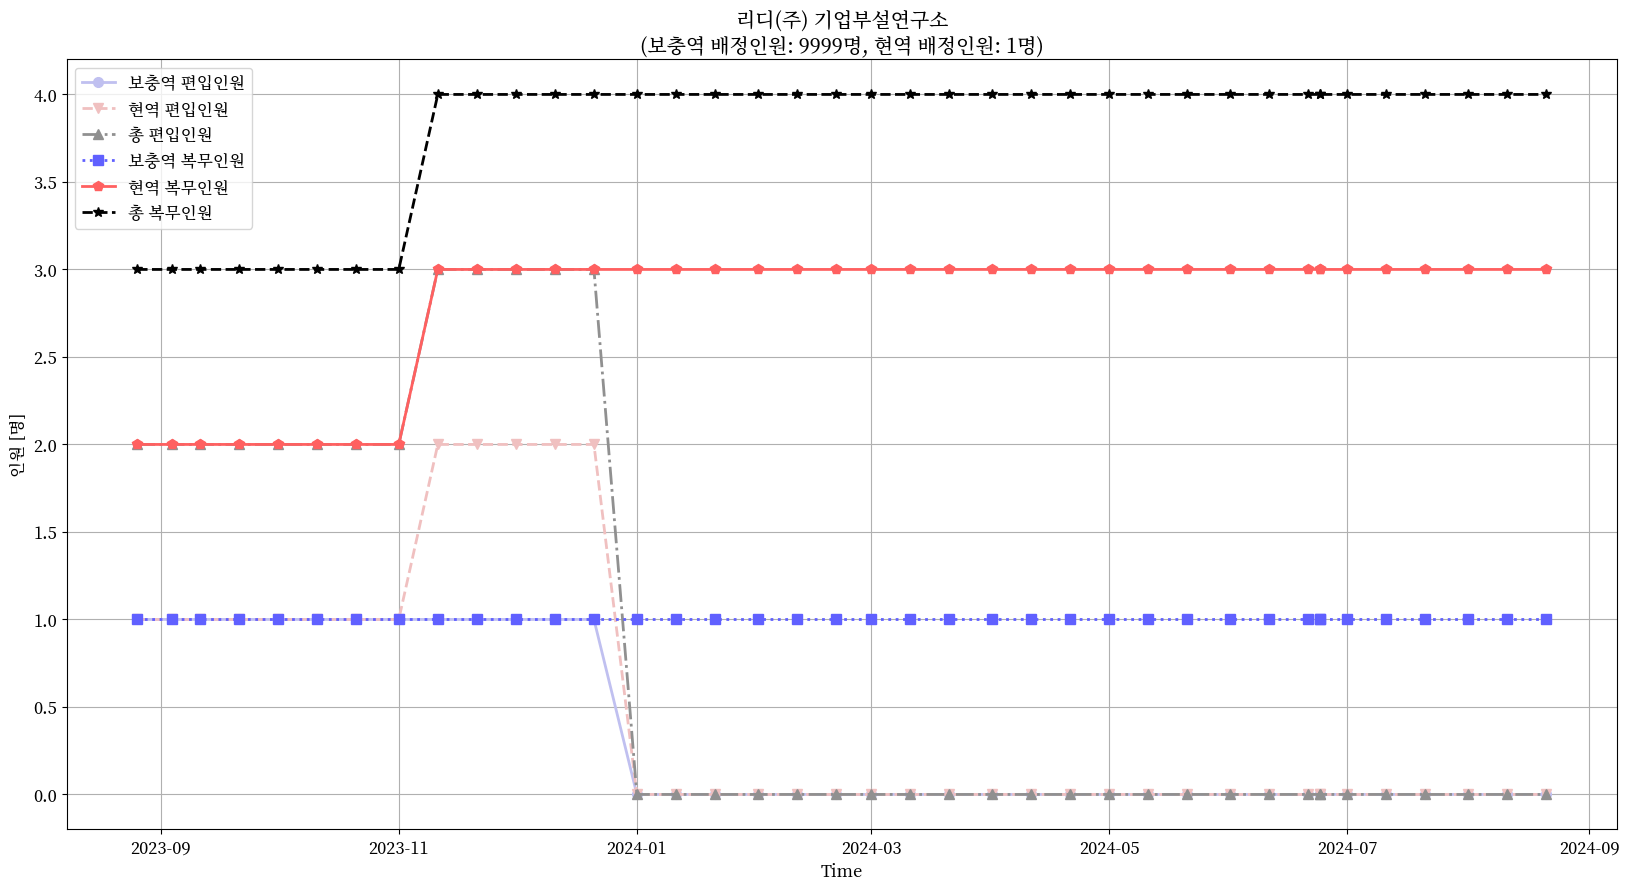 리디(주) 기업부설연구소
(보충역 배정인원: 9999명, 현역 배정인원: 1명)
보충역 편입인원
현역 편입인원
총 편입인원
보충역 복무인원
현역 복무인원
총 복무인원
4.0
3.5
3.0
2.5
2.0
1.5
1.0
0.5
0.0
인원 [명]
2023-09
2023-11
2024-01
2024-03
2024-05
2024-07
2024-09
Time